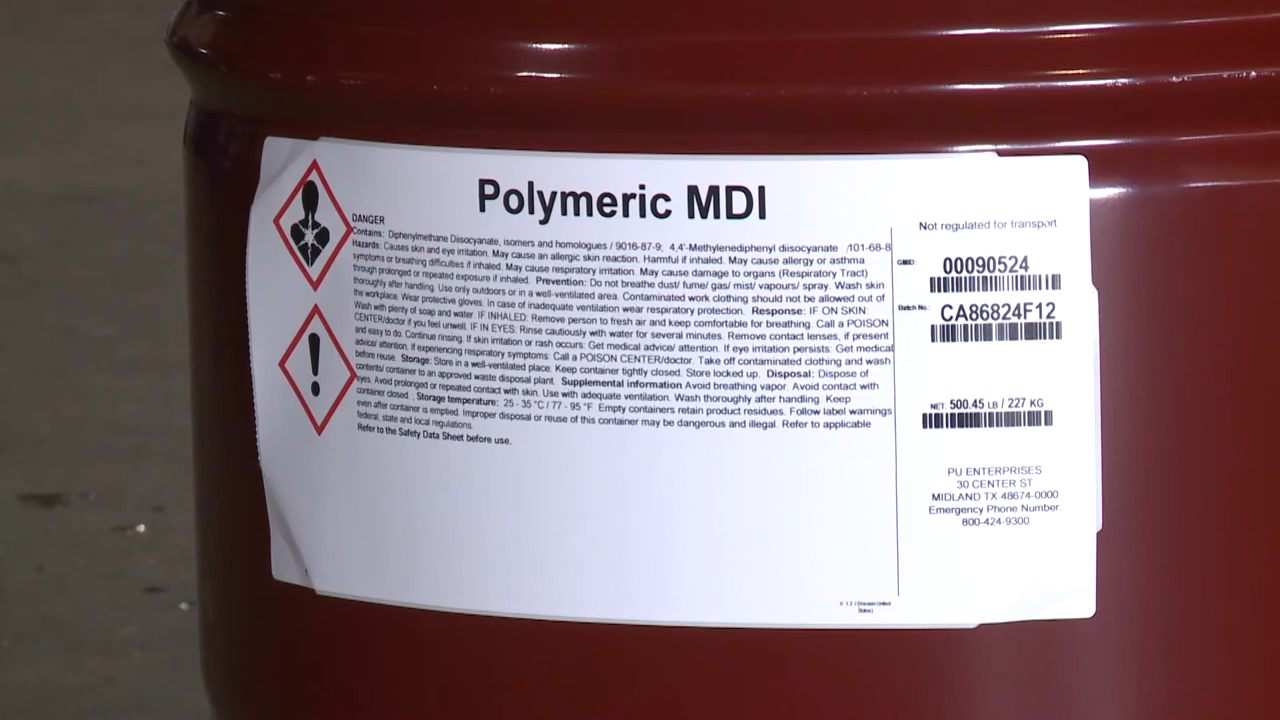 Polymeric MDI
DANGER
Contains: Diphenylmethane Diisocyanate, isomers and homologues / 9016-87-9; 4,4'-Methylenediphenyl diisocyanate /101-68-8
Hazards: Causes skin and eye irritation. May cause an allergic skin reaction. Harmful if inhaled. May cause allergy or asthma
symptoms or breathing difficulties if inhaled. May cause respiratory irritation. May cause damage to organs (Respiratory Tract)
through prolonged or repeated exposure if inhaled. Prevention: Do not breathe dust/ fume/ gas/ mist/ vapours/ spray. Wash skin
thoroughly after handling. Use only outdoors or in a well-ventilated area. Contaminated work clothing should not be allowed out of
the workplace. Wear protective gloves. In case of inadequate ventilation wear respiratory protection. Response: IF ON SKIN:
Wash with plenty of soap and water. IF INHALED: Remove person to fresh air and keep comfortable for breathing. Call a POISON
CENTER/doctor if you feel unwell. IF IN EYES: Rinse cautiously with water for several minutes. Remove contact lenses, if present
and easy to do. Continue rinsing. If skin irritation or rash occurs: Get medical advice/ attention. If eye irritation persists: Get medical
advice/ attention. If experiencing respiratory symptoms: Call a POISON CENTER/doctor. Take off contaminated clothing and wash
before reuse. Storage: Store in a well-ventilated place. Keep container tightly closed. Store locked up. Disposal: Dispose of
contents/ container to an approved waste disposal plant. Supplemental information Avoid breathing vapor. Avoid contact with
eyes. Avoid prolonged or repeated contact with skin. Use with adequate ventilation. Wash thoroughly after handling. Keep
container closed. . Storage temperature: 25 - 35 °C / 77 - 95 °F Empty containers retain product residues. Follow label warnings
even after container is emptied. Improper disposal or reuse of this container may be dangerous and illegal. Refer to applicable
federal, state and local regulations.
Refer to the Safety Data Sheet before use.
Not regulated for transport
GMID: 00090524
Batch No.: CA86824F12
NET: 500.45 LB / 227 KG
PU ENTERPRISES
30 CENTER ST
MIDLAND TX 48674-0000
Emergency Phone Number:
800-424-9300
V 1.3 / (Version United
States)